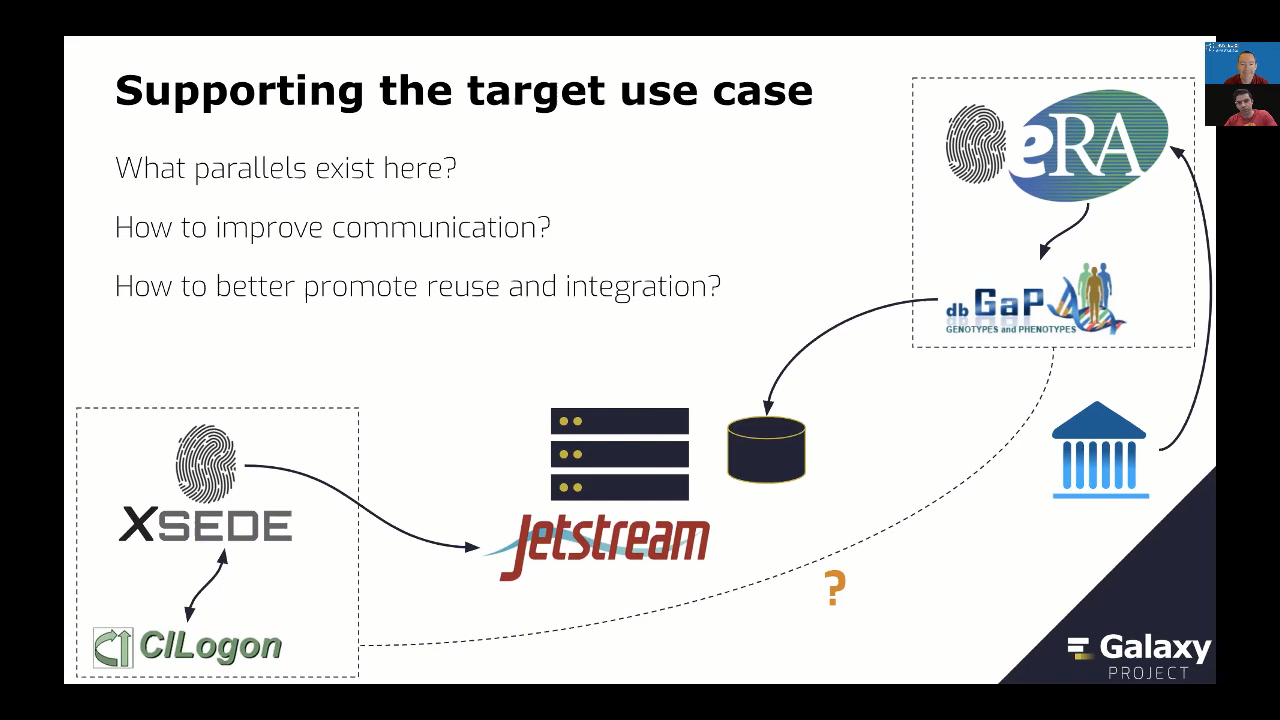 Supporting the target use case
What parallels exist here?
How to improve communication?
How to better promote reuse and integration?
eRA
db GaP
GENOTYPES and PHENOTYPES
XSEDE
Jetstream
?
CILogon
Galaxy
PROJECT